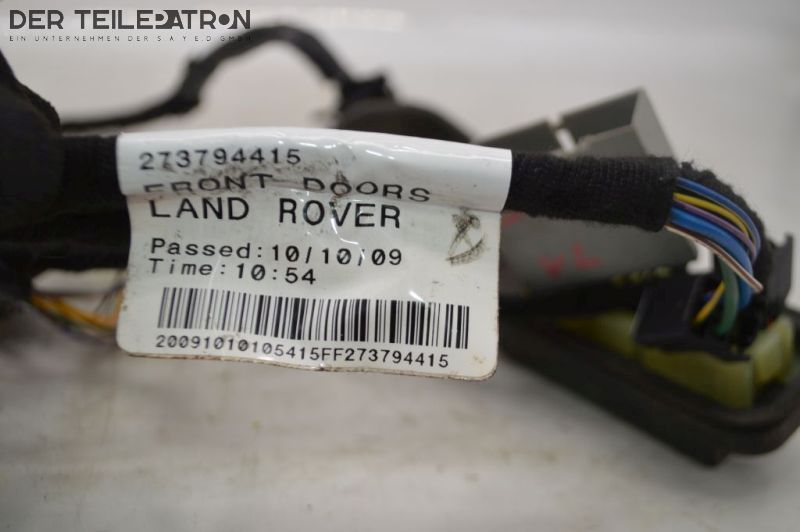 DER TEILEPATRON
EIN UNTERNEHMEN DER S A Y E.D GMBH
273794415
FRONT DOORS
LAND ROVER
Passed:10/10/09
Time:10:54
20091010105415FF273794415